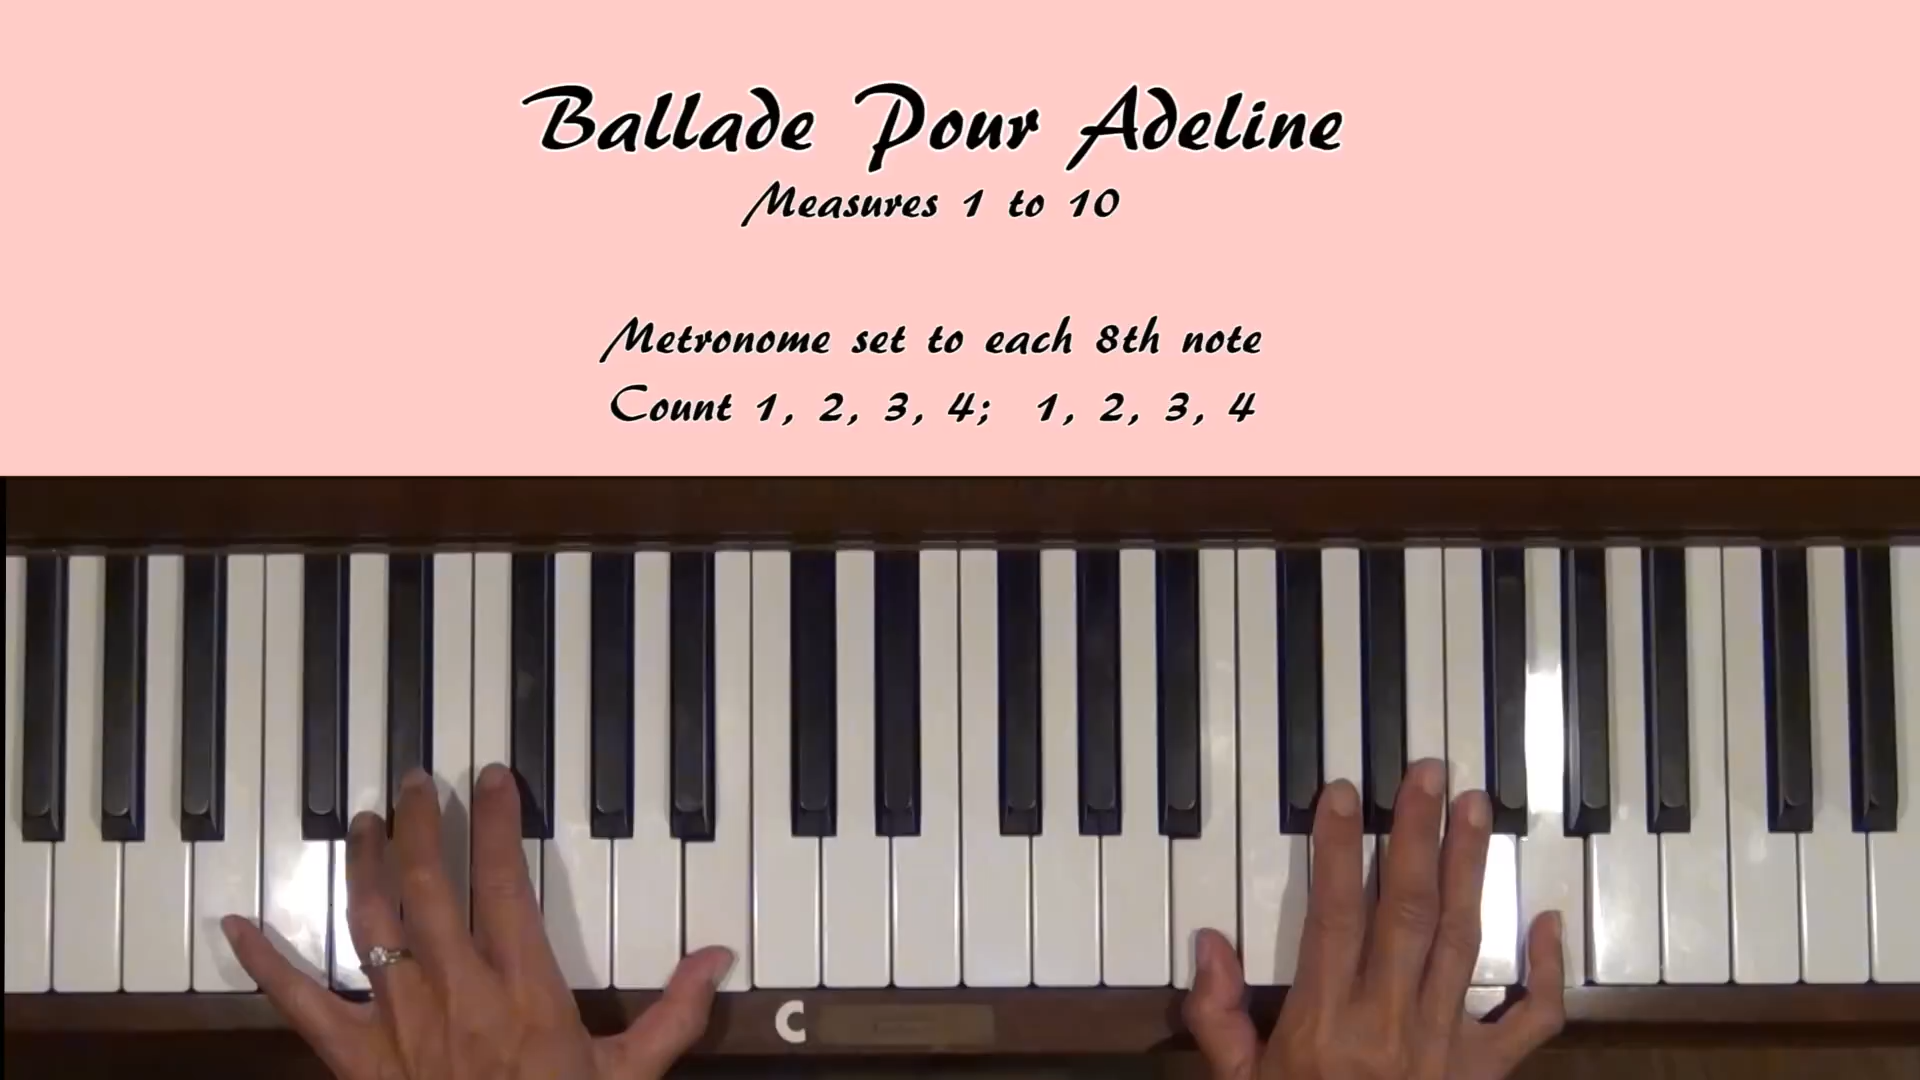 Ballade Pour Adeline
Measures 1 to 10
Metronome set to each 8th note
Count 1, 2, 3, 4; 1, 2, 3, 4
C